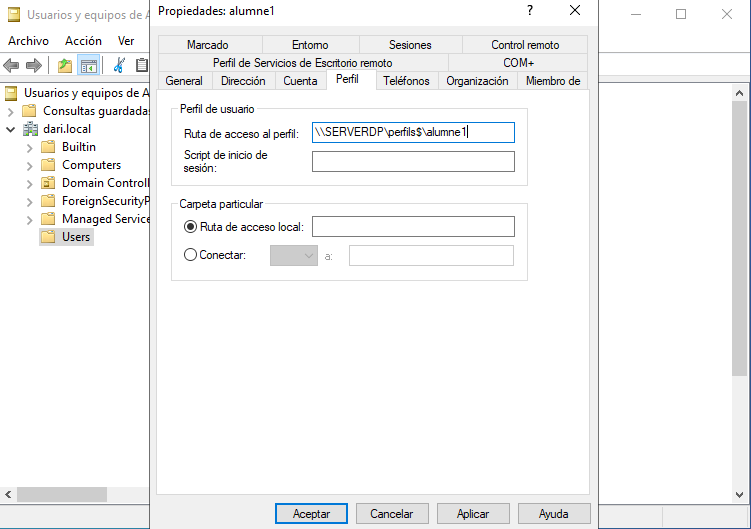 Usuarios y equipos de A
Propiedades: alumne1
? 
Archivo Acción Ver
Usuarios y equipos de A
Consultas guardadas
dari.local
Builtin
Computers
Domain Controll
ForeignSecurityP
Managed Service
Users
Marcado Entorno Sesiones Control remoto
Perfil de Servicios de Escritorio remoto COM+
General Dirección Cuenta Perfil Teléfonos Organización Miembro de
Perfil de usuario
Ruta de acceso al perfil: \\SERVERDP\perfils$\alumne1
Script de inicio de
sesión:
Carpeta particular
Ruta de acceso local:
Conectar: a:
Aceptar Cancelar Aplicar Ayuda